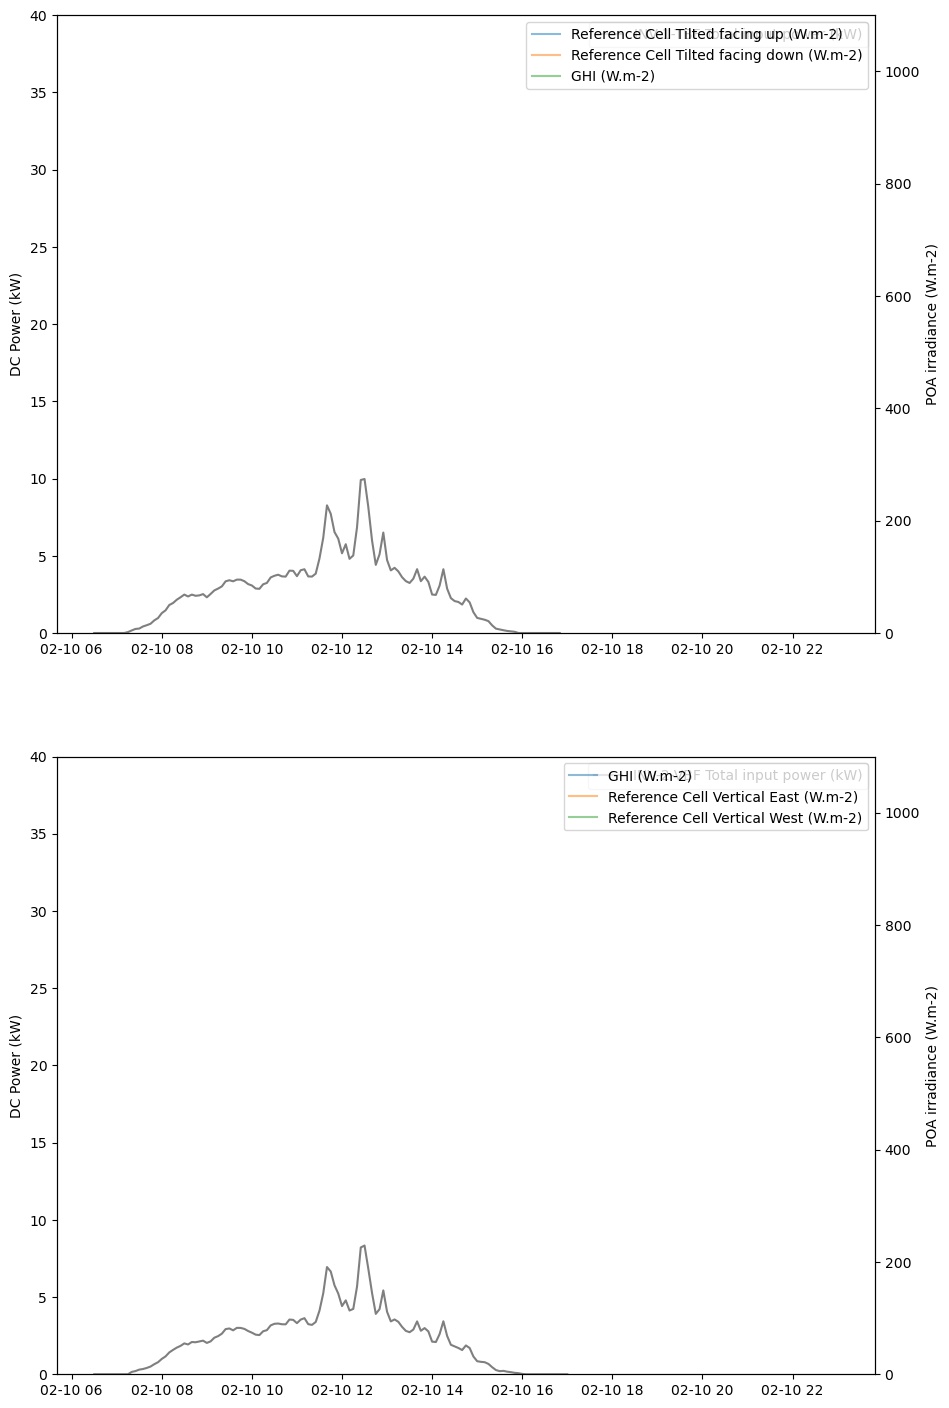 40
35
30
25
20
15
10
5
0
DC Power (kW)
Reference Cell Tilted facing up (W.m-2)
Reference Cell Tilted facing down (W.m-2)
GHI (W.m-2)
1000
800
600
400
200
0
POA irradiance (W.m-2)
02-10 06 02-10 08 02-10 10 02-10 12 02-10 14 02-10 16 02-10 18 02-10 20 02-10 22
40
35
30
25
20
15
10
5
0
DC Power (kW)
Total input power (kW)
GHI (W.m-2)
Reference Cell Vertical East (W.m-2)
Reference Cell Vertical West (W.m-2)
1000
800
600
400
200
0
POA irradiance (W.m-2)
02-10 06 02-10 08 02-10 10 02-10 12 02-10 14 02-10 16 02-10 18 02-10 20 02-10 22